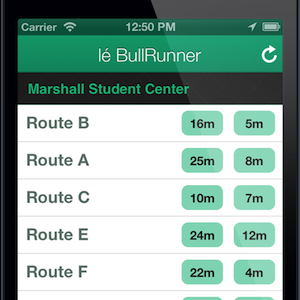 Carrier 12:50 PM
lé BullRunner
Marshall Student Center
Route B 16m 5m
Route A 25m 8m
Route C 10m 7m
Route E 24m 12m
Route F 22m 4m